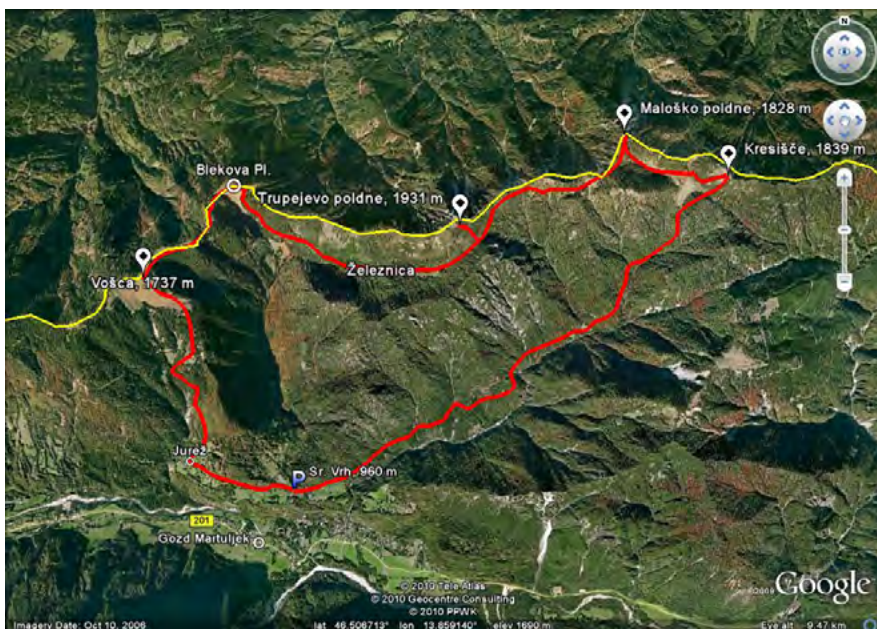 N
Maloško poldne, 1828 m
Kresišče, 1839 m
Blekova Pl.
Trupejevo poldne, 1931 m
Železnica
Vošca, 1737 m
Jurež
P
Sr. Vrh, 960 m
201
Gozd Martuljek
© 2010 Tele Atlas
© 2010 Geocentre Consulting
© 2010 PPWK
©2009 Google
Imagery Date: Oct 10, 2006
lat 46.506713° lon 13.859140° elev 1690 m
Eye alt 9.47 km